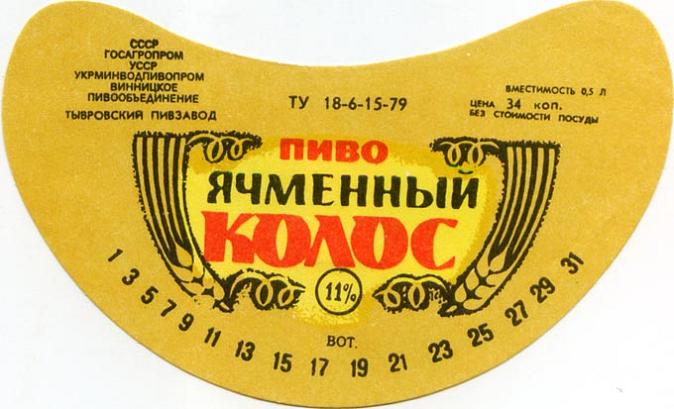 СССР
ГОСАГРОПРОМ
УССР
УКРМИНВОДПИВОПРОМ
ВИННИЦКОЕ
ПИВООБЪЕДИНЕНИЕ
ТЫВРОВСКИЙ ПИВЗАВОД
ТУ 18-6-15-79
ВМЕСТИМОСТЬ 0,5 Л
ЦЕНА 34 КОП.
БЕЗ СТОИМОСТИ ПОСУДЫ
ПИВО
ЯЧМЕННЫЙ
КОЛОС
11%
ВОТ.
1 3 5 7 9 11 13 15 17 19 21 23 25 27 29 31